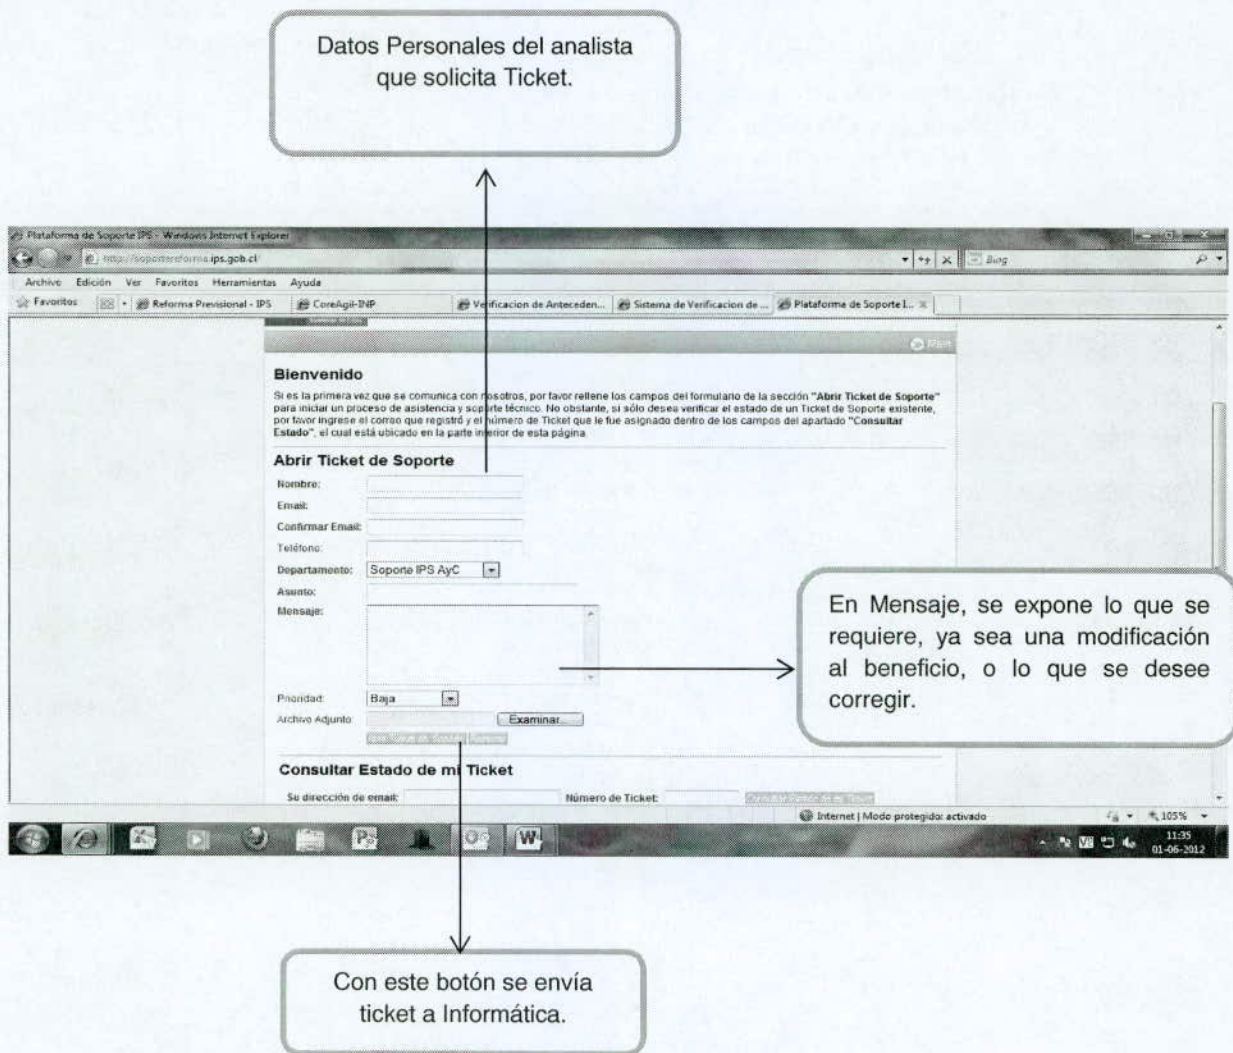 Datos Personales del analista
que solicita Ticket.
Plataforma de Soporte IPS - Windows Internet Explorer
http://soportereforma.ips.gob.cl
Bing
Archivo Edición Ver Favoritos Herramientas Ayuda
Favoritos Reforma Previsional - IPS CoreAgil-INP Verificacion de Anteceden... Sistema de Verificacion de ... Plataforma de Soporte I...
Bienvenido
Si es la primera vez que se comunica con nosotros, por favor rellene los campos del formulario de la sección "Abrir Ticket de Soporte"
para iniciar un proceso de asistencia y soporte técnico. No obstante, si sólo desea verificar el estado de un Ticket de Soporte existente,
por favor ingrese el correo que registró y el número de Ticket que le fue asignado dentro de los campos del apartado "Consultar
Estado", el cual está ubicado en la parte inferior de esta página.
Abrir Ticket de Soporte
Nombre:
Email:
Confirmar Email:
Teléfono:
Departamento: Soporte IPS AyC
Asunto:
Mensaje:
En Mensaje, se expone lo que se
requiere, ya sea una modificación
al beneficio, o lo que se desee
corregir.
Prioridad: Baja
Archivo Adjunto: Examinar...
Consultar Estado de mi Ticket
Su dirección de email: Número de Ticket:
Internet | Modo protegido: activado 105%
11:35
01-06-2012
Con este botón se envía
ticket a Informática.